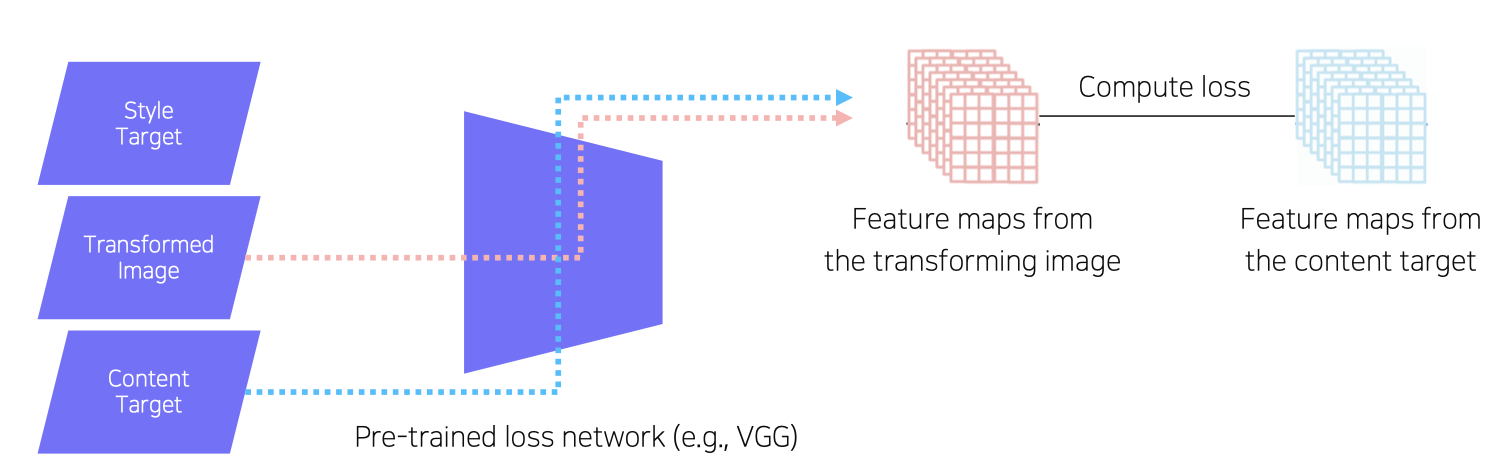 Style
Target
Transformed
Image
Content
Target
Pre-trained loss network (e.g., VGG)
Compute loss
Feature maps from
the transforming image
Feature maps from
the content target